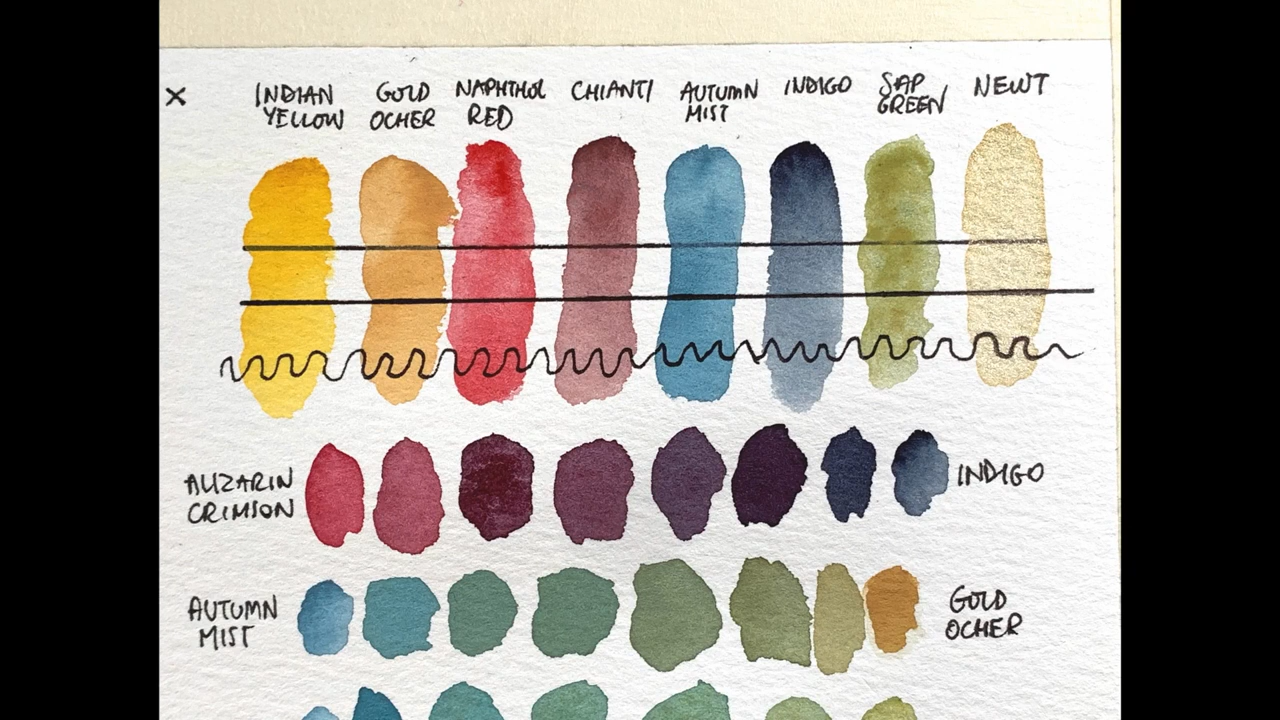 X INDIAN YELLOW
GOLD OCHER
NAPHTHOL RED
CHIANTI
AUTUMN MIST
INDIGO
SAP GREEN
NEWT
ALIZARIN CRIMSON
INDIGO
AUTUMN MIST
GOLD OCHER